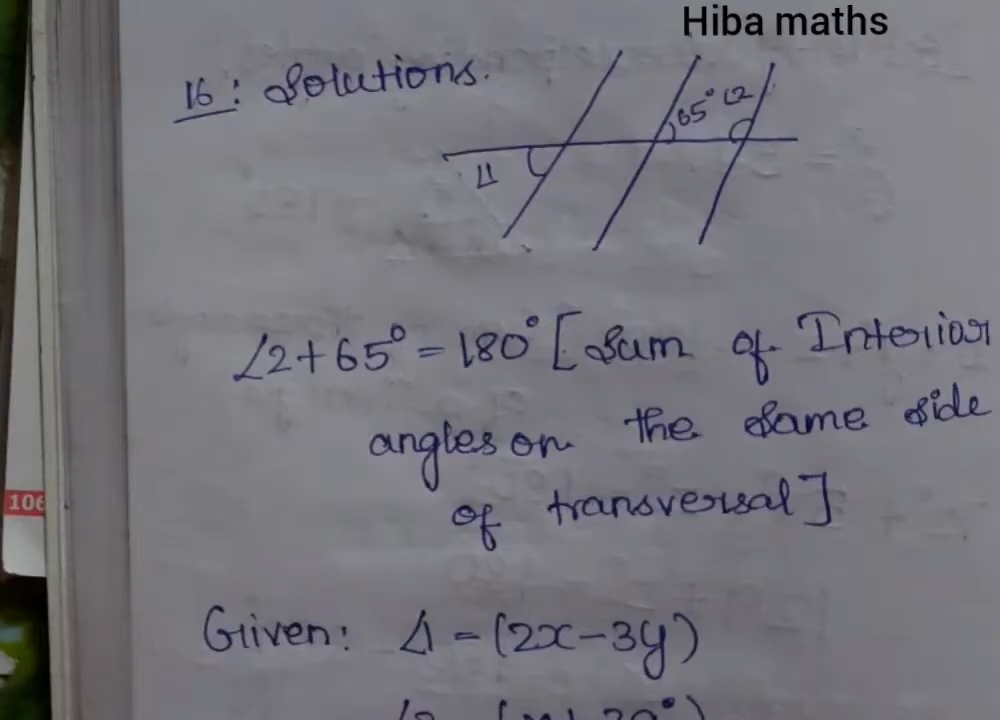 Hiba maths
16: Solutions.
65° ∠2
∠1
∠2+65°=180° [Sum of Interior
angles on the same side
of transversal]
106
Given: ∠1 = (2x-3y)